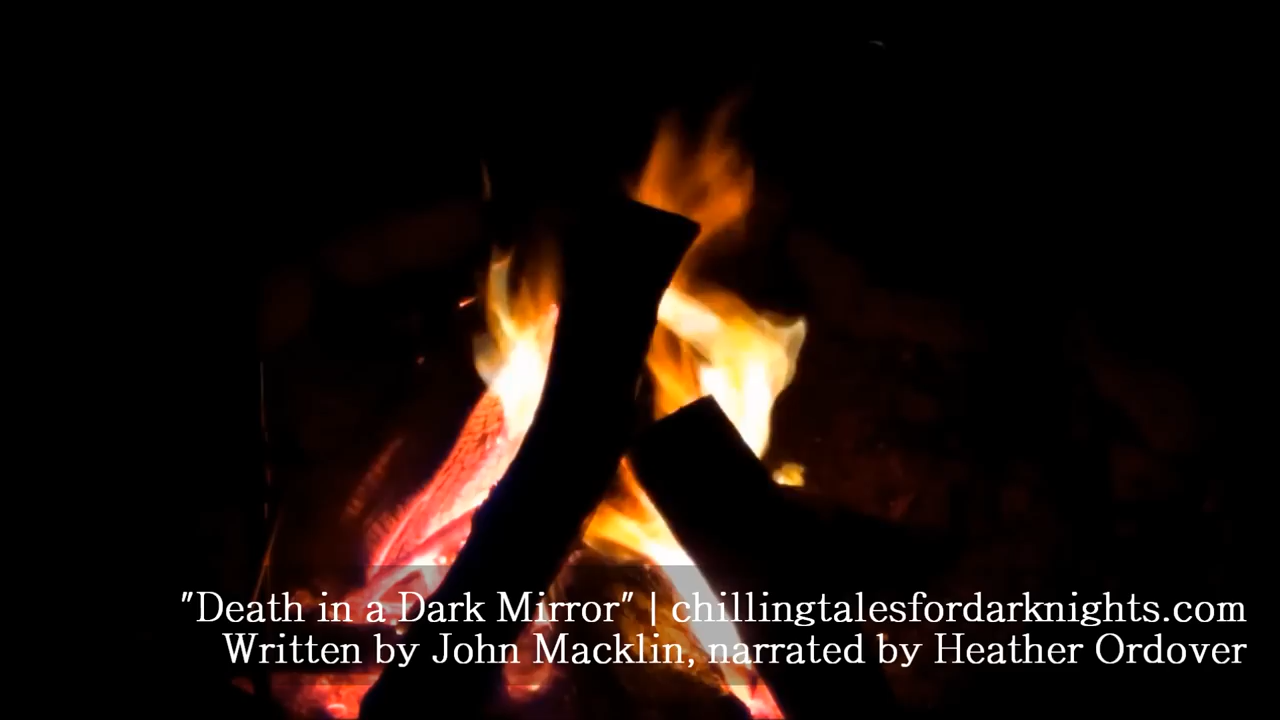 "Death in a Dark Mirror" | chillingtalesfordarknights.com
Written by John Macklin, narrated by Heather Ordover